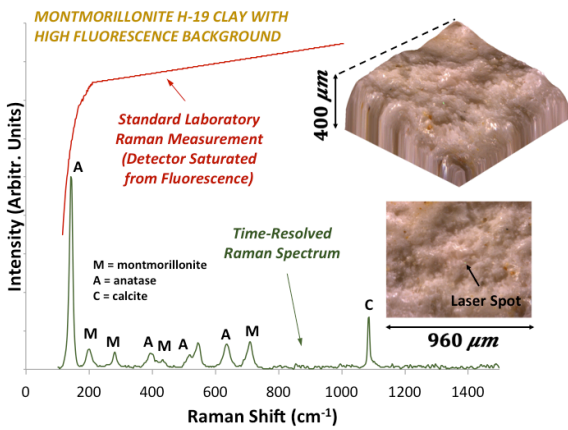 MONTMORILLONITE H-19 CLAY WITH
HIGH FLUORESCENCE BACKGROUND
400 μm
Standard Laboratory
Raman Measurement
(Detector Saturated
from Fluorescence)
A
Intensity (Arbitr. Units)
Time-Resolved
Raman Spectrum
M = montmorillonite
A = anatase
C = calcite
Laser Spot
960 μm
C
M M A M A A M
0 200 400 600 800 1000 1200 1400
Raman Shift (cm-1)